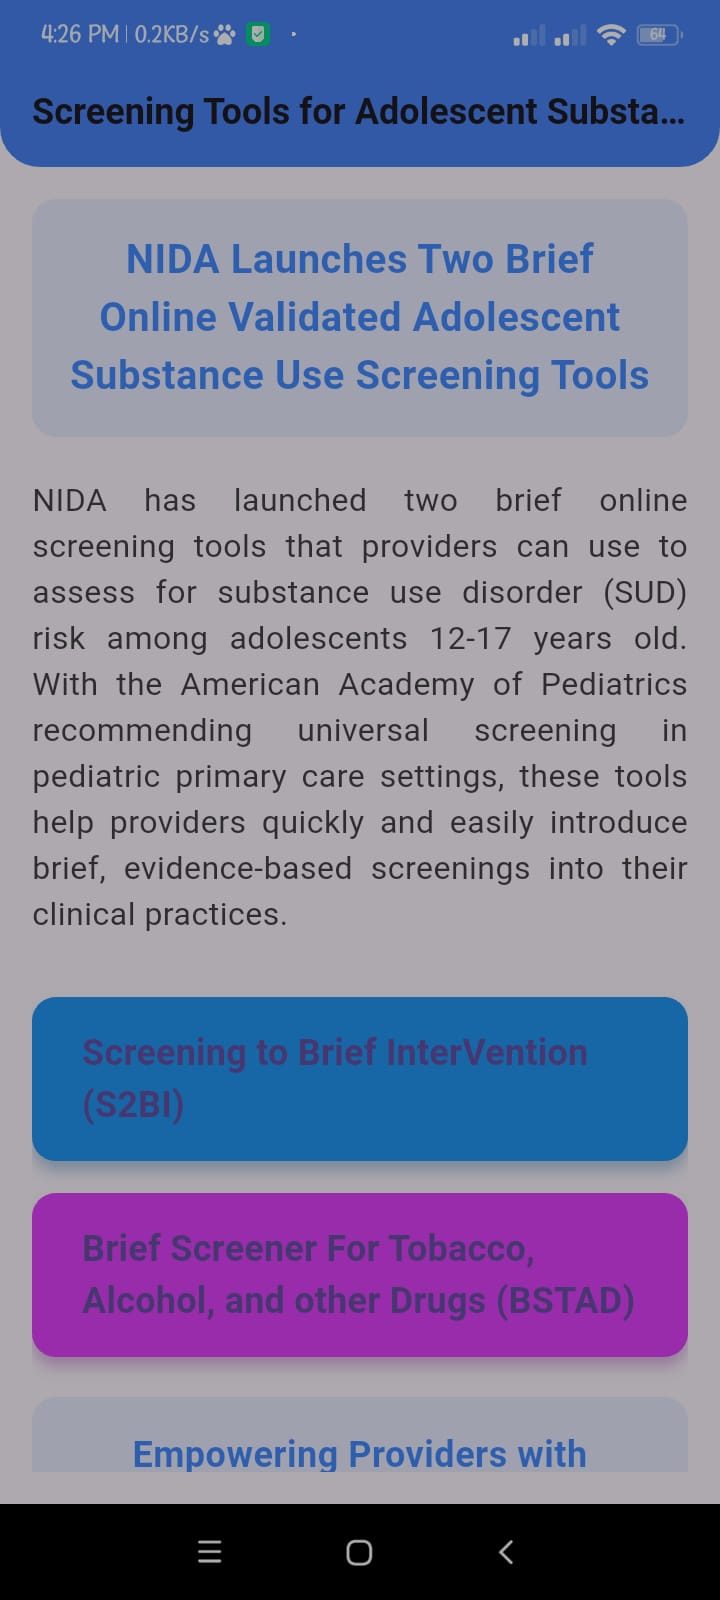 4:26 PM | 0.2KB/s
64
Screening Tools for Adolescent Substa...
NIDA Launches Two Brief
Online Validated Adolescent
Substance Use Screening Tools
NIDA has launched two brief online
screening tools that providers can use to
assess for substance use disorder (SUD)
risk among adolescents 12-17 years old.
With the American Academy of Pediatrics
recommending universal screening in
pediatric primary care settings, these tools
help providers quickly and easily introduce
brief, evidence-based screenings into their
clinical practices.
Screening to Brief InterVention
(S2BI)
Brief Screener For Tobacco,
Alcohol, and other Drugs (BSTAD)
Empowering Providers with